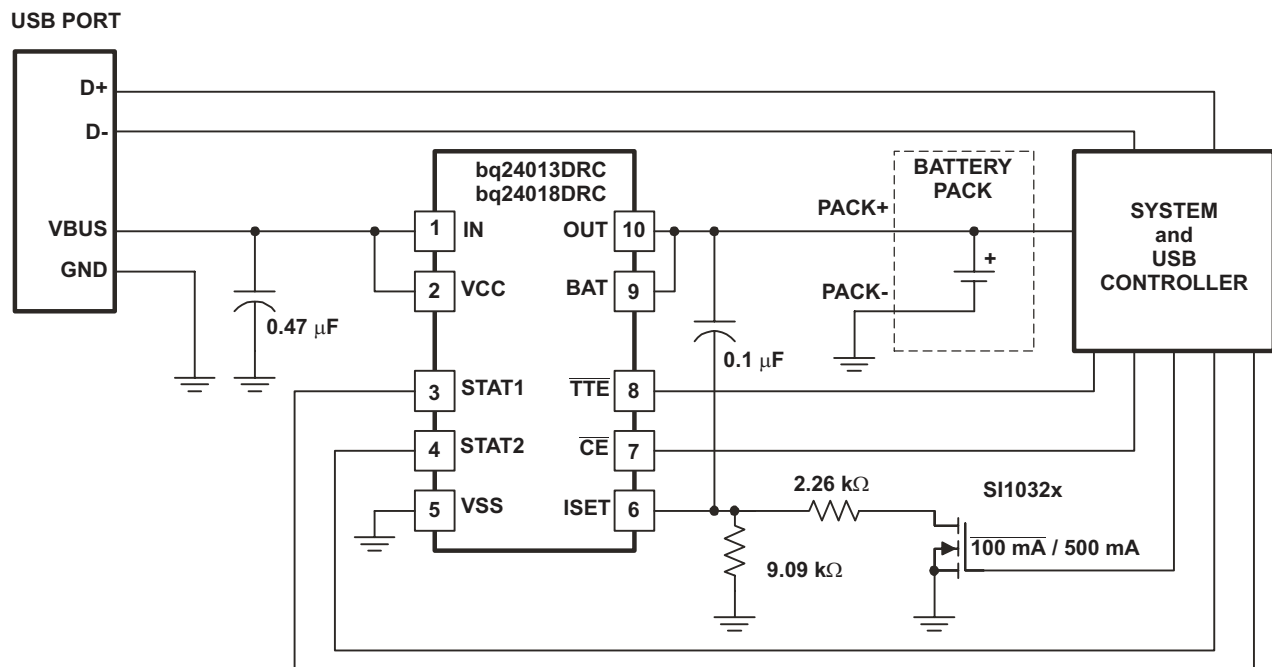 USB PORT
D+
D-
VBUS
GND
0.47 μF
bq24013DRC
bq24018DRC
1 IN
2 VCC
3 STAT1
4 STAT2
5 VSS
OUT 10
BAT 9
TTE 8
CE 7
ISET 6
0.1 μF
PACK+
PACK-
BATTERY
PACK
+
SYSTEM
and
USB
CONTROLLER
2.26 kΩ
9.09 kΩ
SI1032x
100 mA / 500 mA